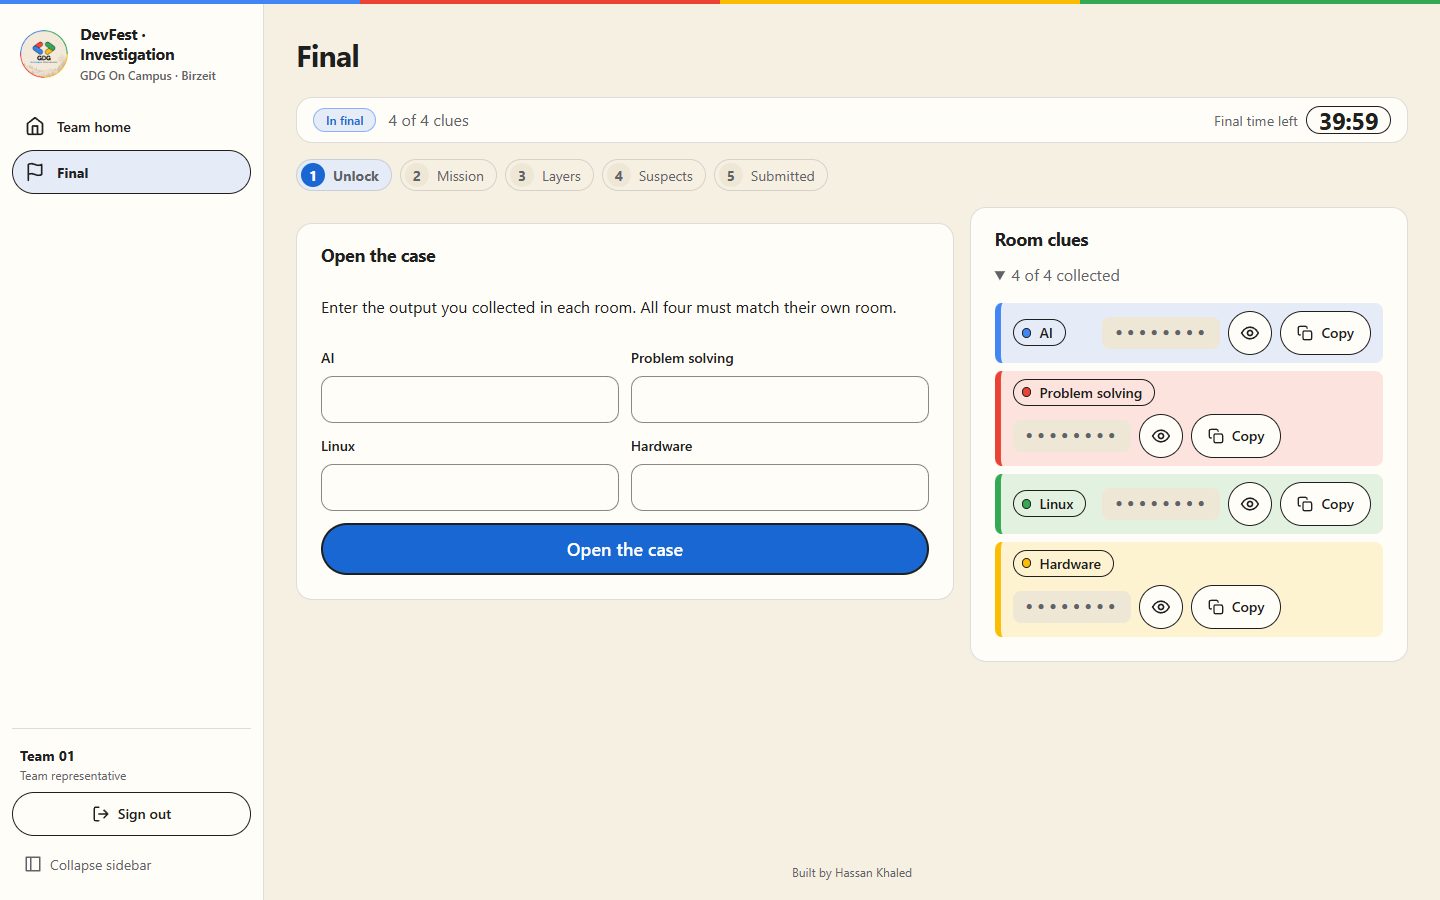 DevFest ·
Investigation
GDG On Campus · Birzeit
GDG
Team home
Final
Team 01
Team representative
Sign out
Collapse sidebar
Final
In final
4 of 4 clues
Final time left
39:59
1 Unlock
2 Mission
3 Layers
4 Suspects
5 Submitted
Open the case
Enter the output you collected in each room. All four must match their own room.
AI
Problem solving
Linux
Hardware
Open the case
Room clues
4 of 4 collected
AI
•••••••• Copy
Problem solving
•••••••• Copy
Linux
•••••••• Copy
Hardware
•••••••• Copy
Built by Hassan Khaled